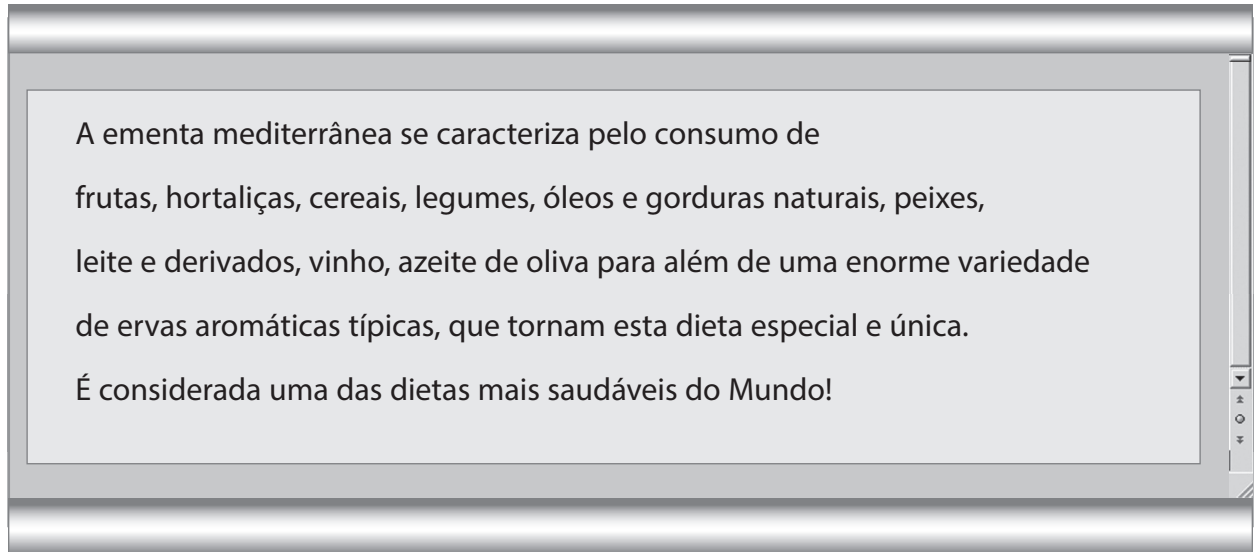 A ementa mediterrânea se caracteriza pelo consumo de
frutas, hortaliças, cereais, legumes, óleos e gorduras naturais, peixes,
leite e derivados, vinho, azeite de oliva para além de uma enorme variedade
de ervas aromáticas típicas, que tornam esta dieta especial e única.
É considerada uma das dietas mais saudáveis do Mundo!